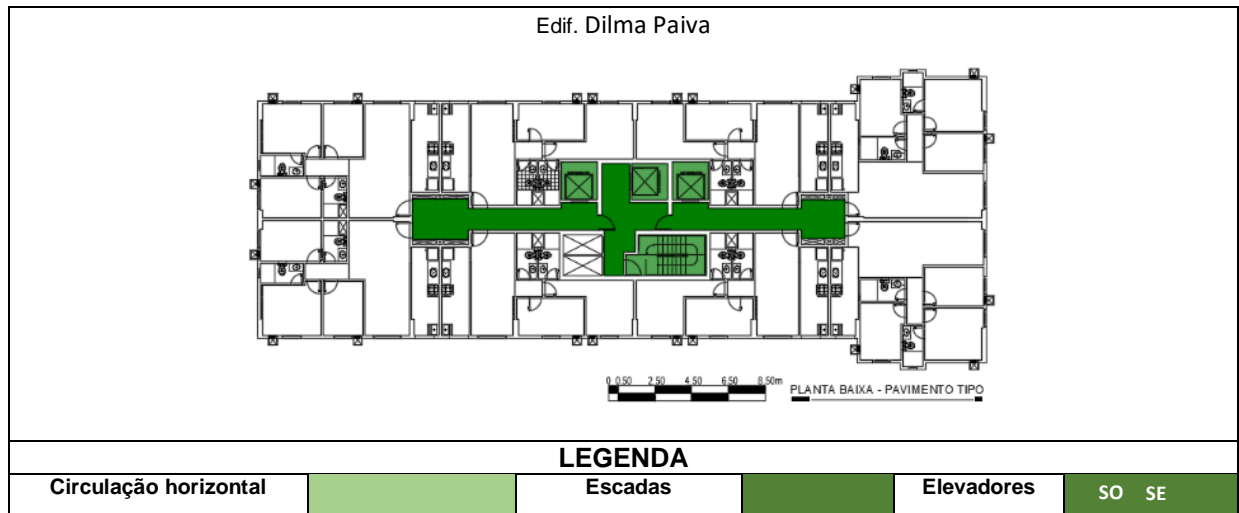 Edif. Dilma Paiva
0 0.50 2.50 4.50 6.50 8.50m
PLANTA BAIXA - PAVIMENTO TIPO
LEGENDA
Circulação horizontal Escadas Elevadores SO SE